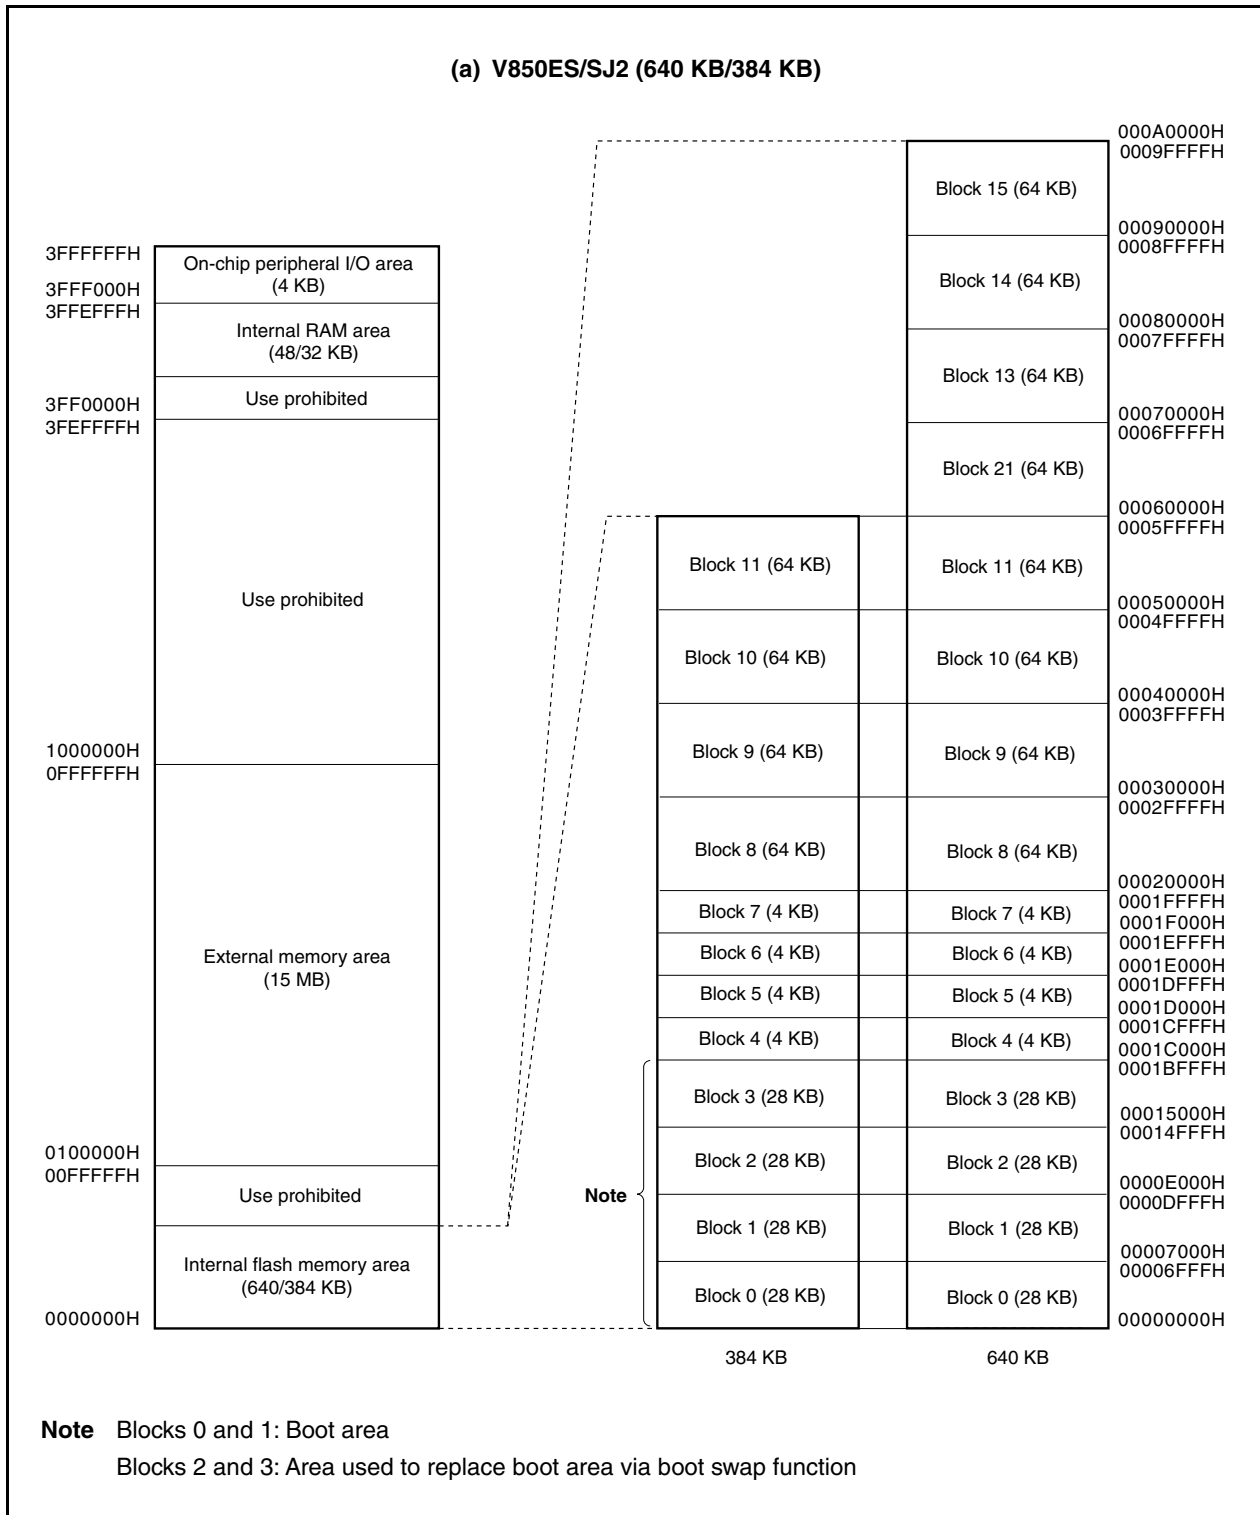 (a) V850ES/SJ2 (640 KB/384 KB)
3FFFFFFH
On-chip peripheral I/O area
(4 KB)
3FFF000H
3FFEFFFH
Internal RAM area
(48/32 KB)
Use prohibited
3FF0000H
3FEFFFFH
Use prohibited
1000000H
0FFFFFFH
External memory area
(15 MB)
0100000H
00FFFFFH
Use prohibited
Internal flash memory area
(640/384 KB)
0000000H
Block 11 (64 KB)
Block 10 (64 KB)
Block 9 (64 KB)
Block 8 (64 KB)
Block 7 (4 KB)
Block 6 (4 KB)
Block 5 (4 KB)
Block 4 (4 KB)
Block 3 (28 KB)
Block 2 (28 KB)
Note
Block 1 (28 KB)
Block 0 (28 KB)
384 KB
Block 15 (64 KB)
Block 14 (64 KB)
Block 13 (64 KB)
Block 21 (64 KB)
Block 11 (64 KB)
Block 10 (64 KB)
Block 9 (64 KB)
Block 8 (64 KB)
Block 7 (4 KB)
Block 6 (4 KB)
Block 5 (4 KB)
Block 4 (4 KB)
Block 3 (28 KB)
Block 2 (28 KB)
Block 1 (28 KB)
Block 0 (28 KB)
640 KB
000A0000H
0009FFFFH
00090000H
0008FFFFH
00080000H
0007FFFFH
00070000H
0006FFFFH
00060000H
0005FFFFH
00050000H
0004FFFFH
00040000H
0003FFFFH
00030000H
0002FFFFH
00020000H
0001FFFFH
0001F000H
0001EFFFH
0001E000H
0001DFFFH
0001D000H
0001CFFFH
0001C000H
0001BFFFH
00015000H
00014FFFH
0000E000H
0000DFFFH
00007000H
00006FFFH
00000000H
Note Blocks 0 and 1: Boot area
Blocks 2 and 3: Area used to replace boot area via boot swap function